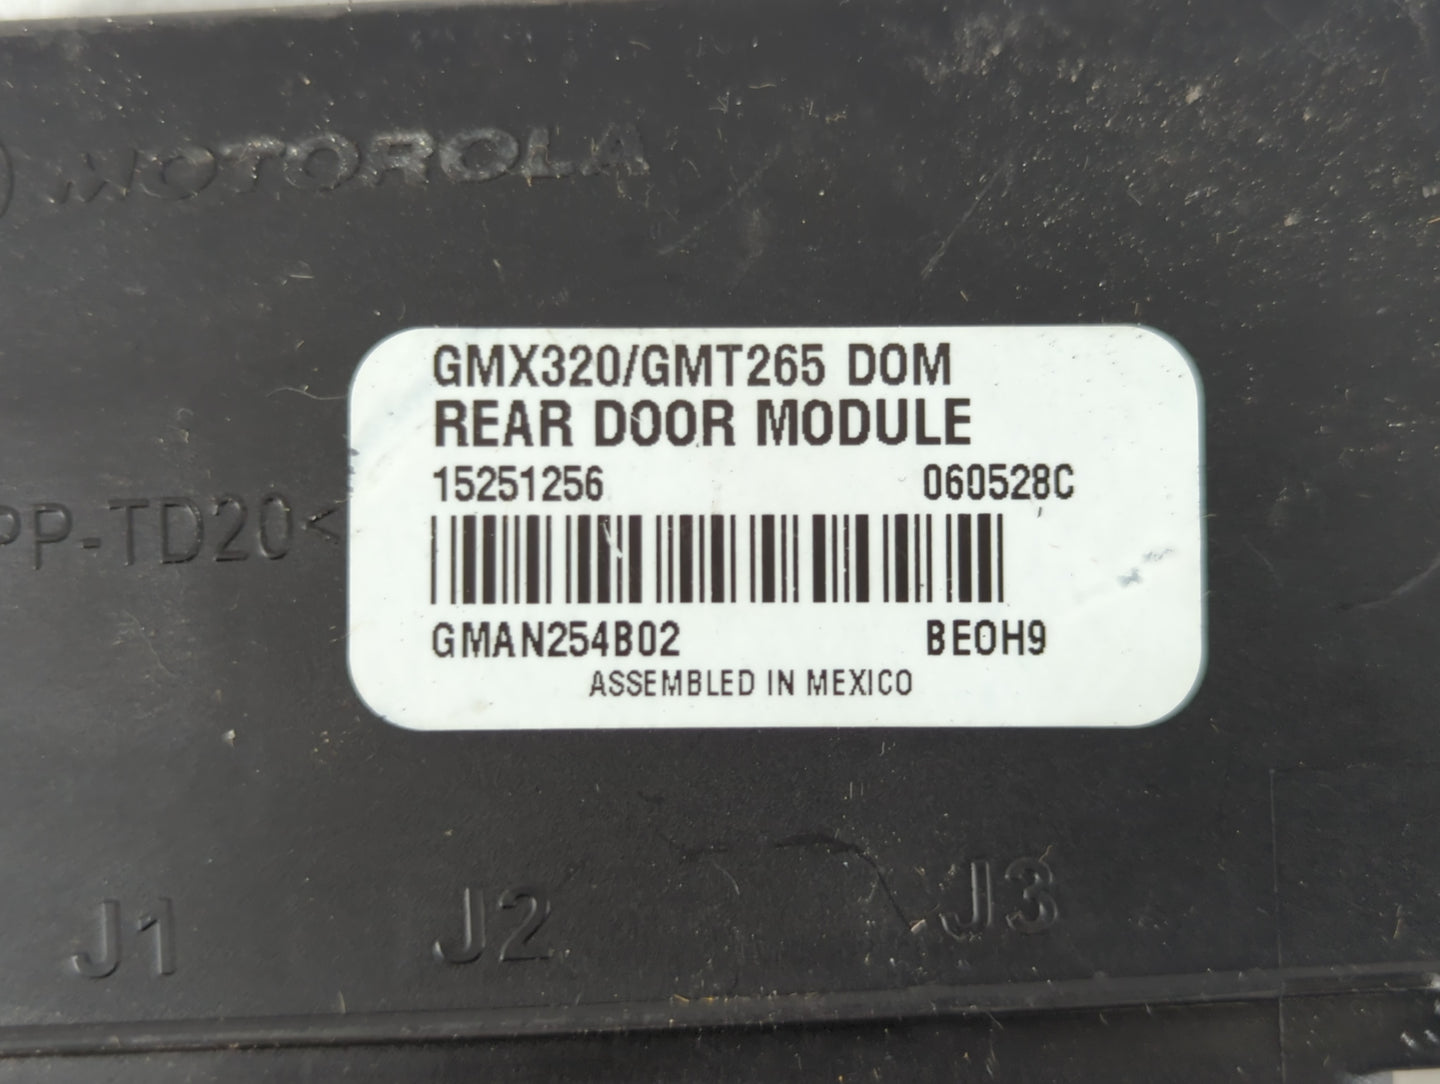 MOTOROLA
GMX320/GMT265 DOM
REAR DOOR MODULE
15251256 060528C
PP-TD20<
GMAN254B02 BEOH9
ASSEMBLED IN MEXICO
J1 J2 J3